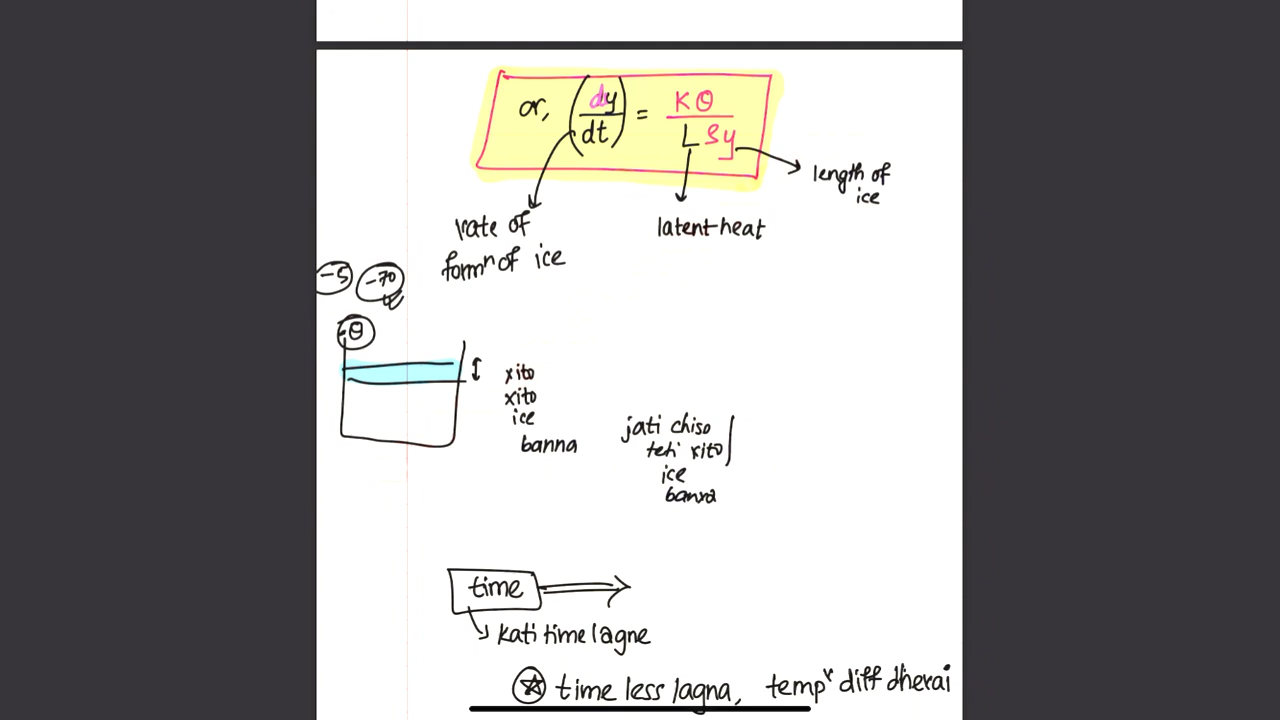 or, (dy/dt) = Kθ / Lρy
length of
ice
rate of
formⁿ of ice
latent heat
-5 -70
-θ
xito
xito
ice
banna
jati chiso
teti xito
ice
banna
time
kati time lagne
time less lagna, tempʳ diff dherai